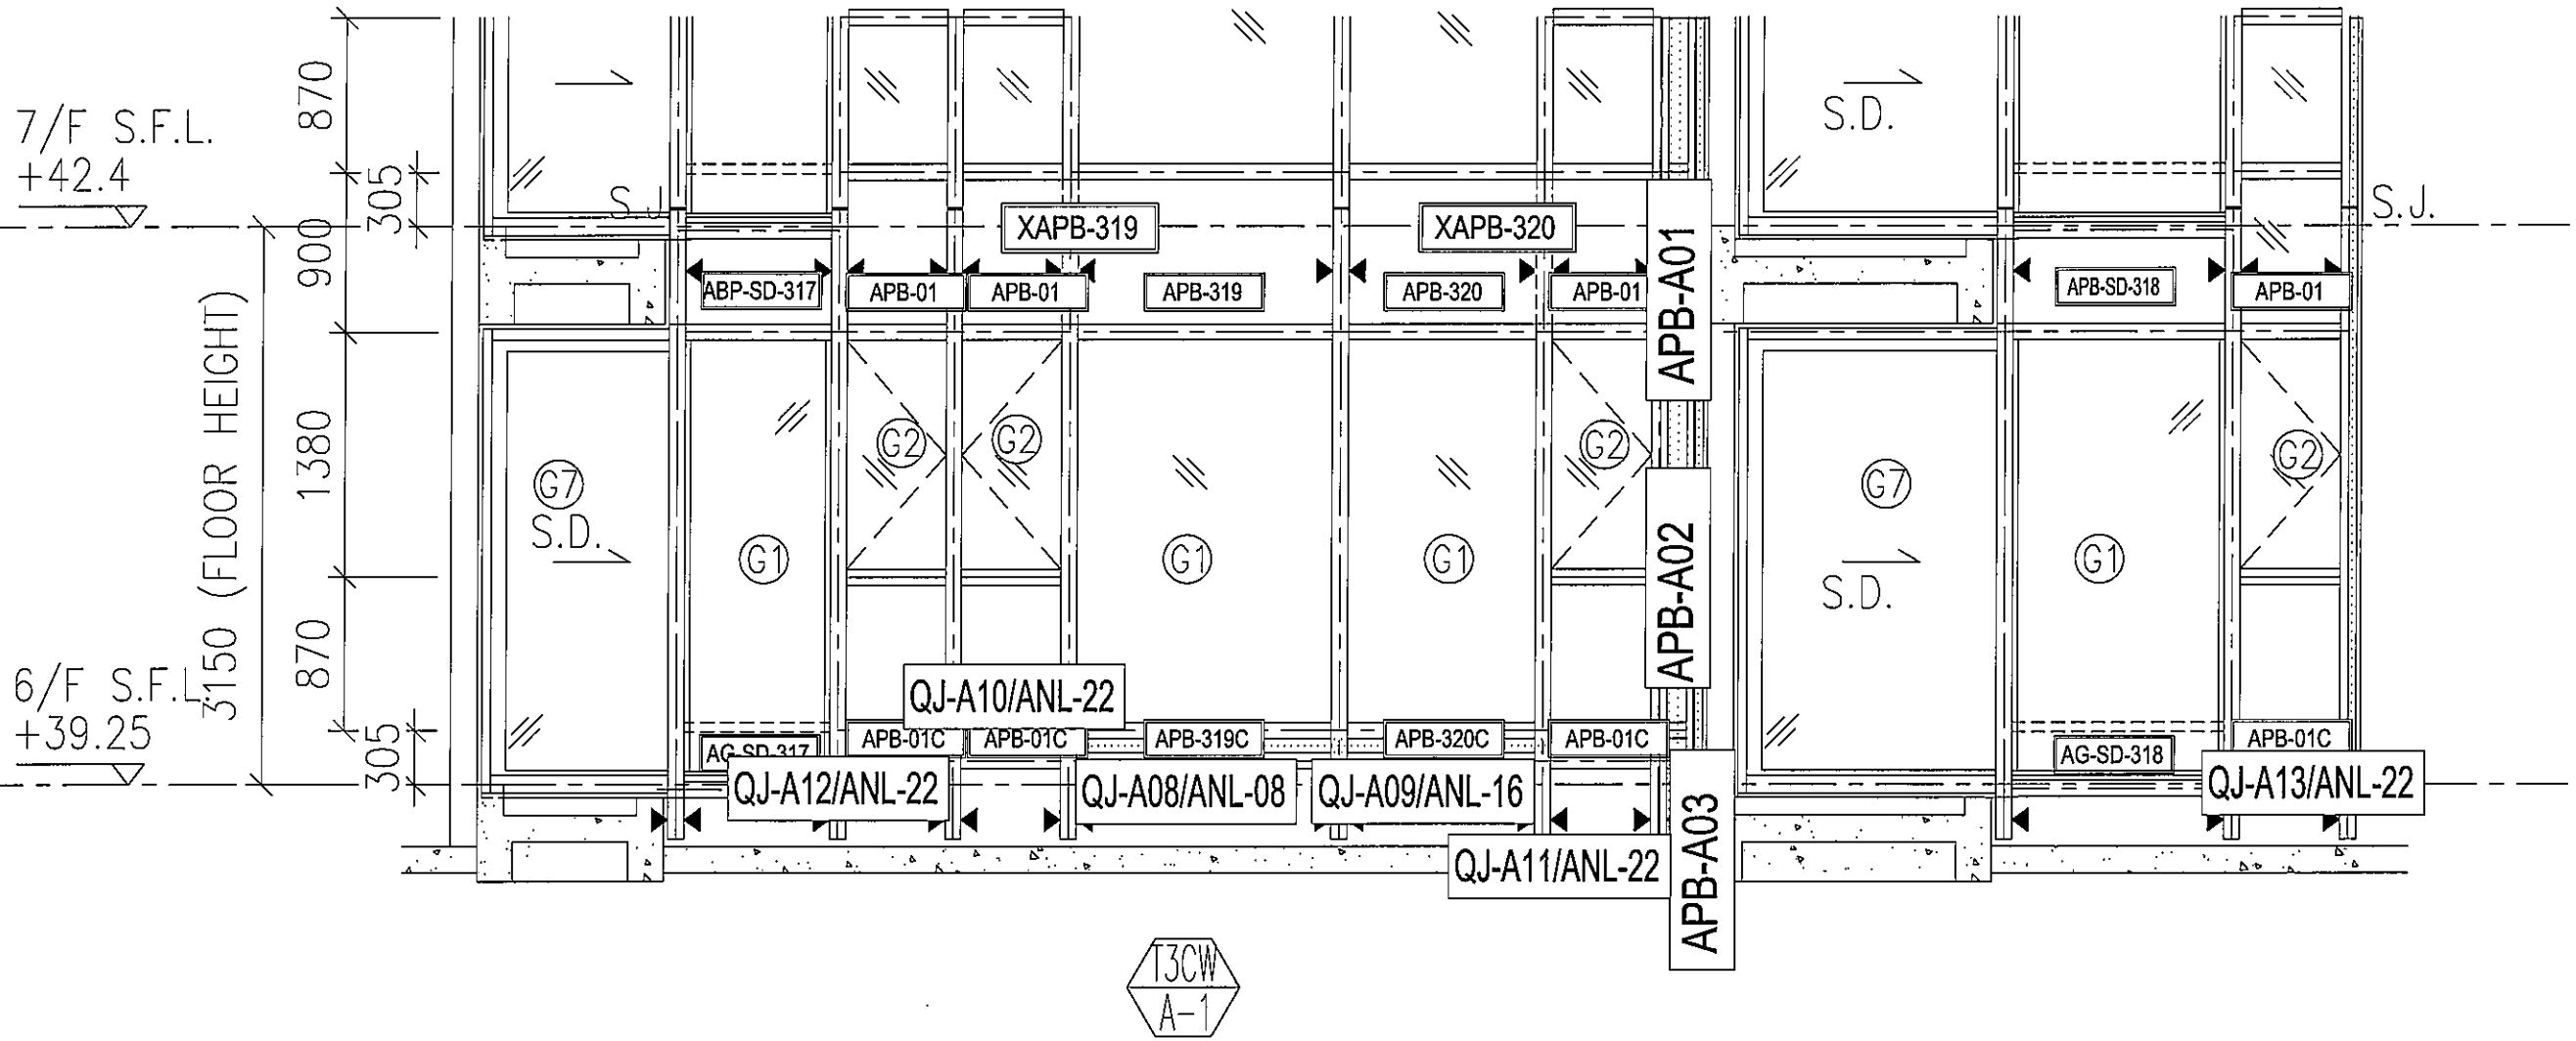 870
7/F S.F.L.
+42.4
305
900
3150 (FLOOR HEIGHT)
1380
870
6/F S.F.L.
+39.25
305
S.D.
S.J.
S.J.
XAPB-319
XAPB-320
ABP-SD-317
APB-01
APB-01
APB-319
APB-320
APB-01
APB-A01
APB-SD-318
APB-01
G7
S.D.
G1
G2
G2
G1
G1
G2
APB-A02
G7
S.D.
G1
G2
QJ-A10/ANL-22
AG-SD-317
APB-01C
APB-01C
APB-319C
APB-320C
APB-01C
AG-SD-318
APB-01C
QJ-A12/ANL-22
QJ-A08/ANL-08
QJ-A09/ANL-16
QJ-A13/ANL-22
QJ-A11/ANL-22
APB-A03
T3CW
A-1